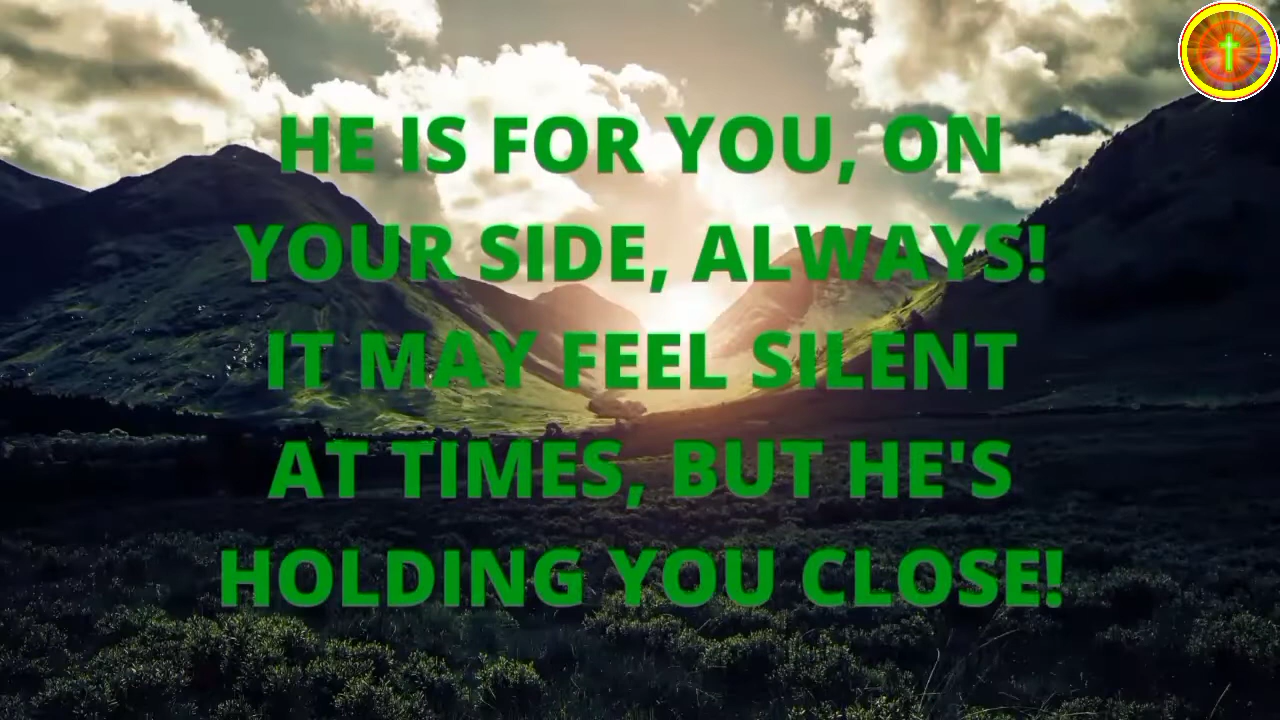 HE IS FOR YOU, ON
YOUR SIDE, ALWAYS!
IT MAY FEEL SILENT
AT TIMES, BUT HE'S
HOLDING YOU CLOSE!